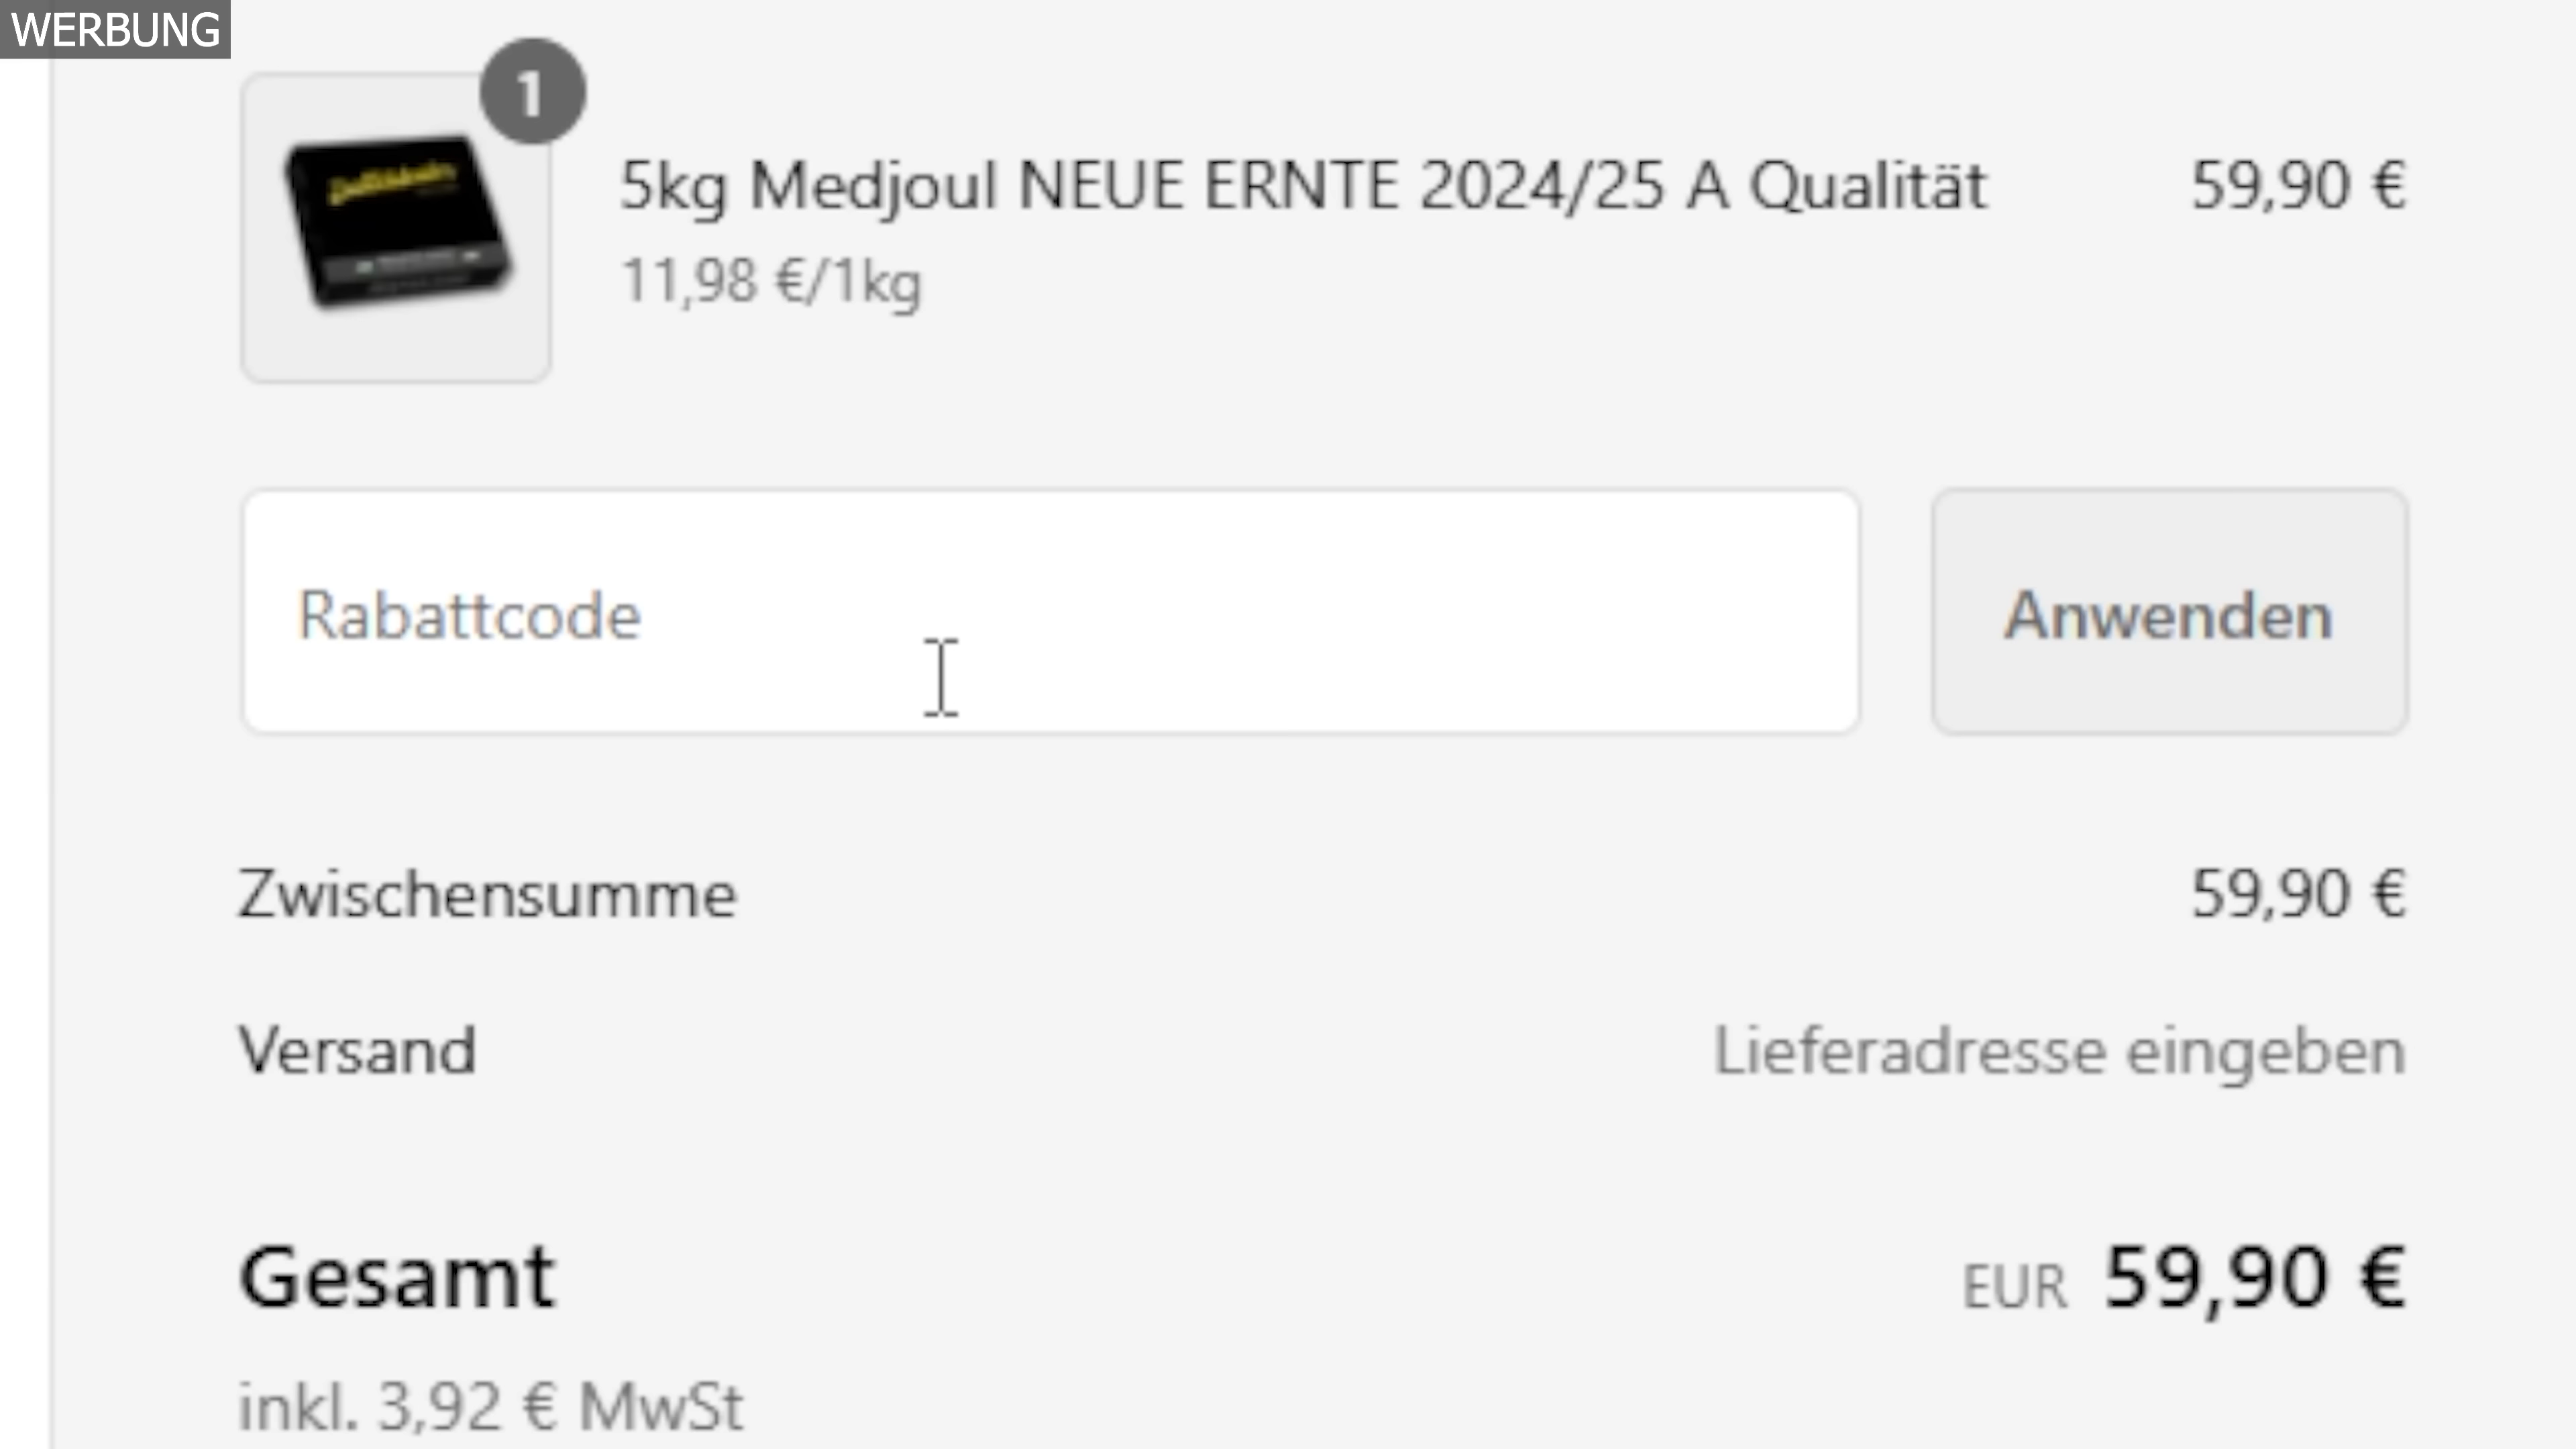 WERBUNG
1
5kg Medjoul NEUE ERNTE 2024/25 A Qualität 59,90 €
11,98 €/1kg
Rabattcode Anwenden
Zwischensumme 59,90 €
Versand Lieferadresse eingeben
Gesamt EUR 59,90 €
inkl. 3,92 € MwSt